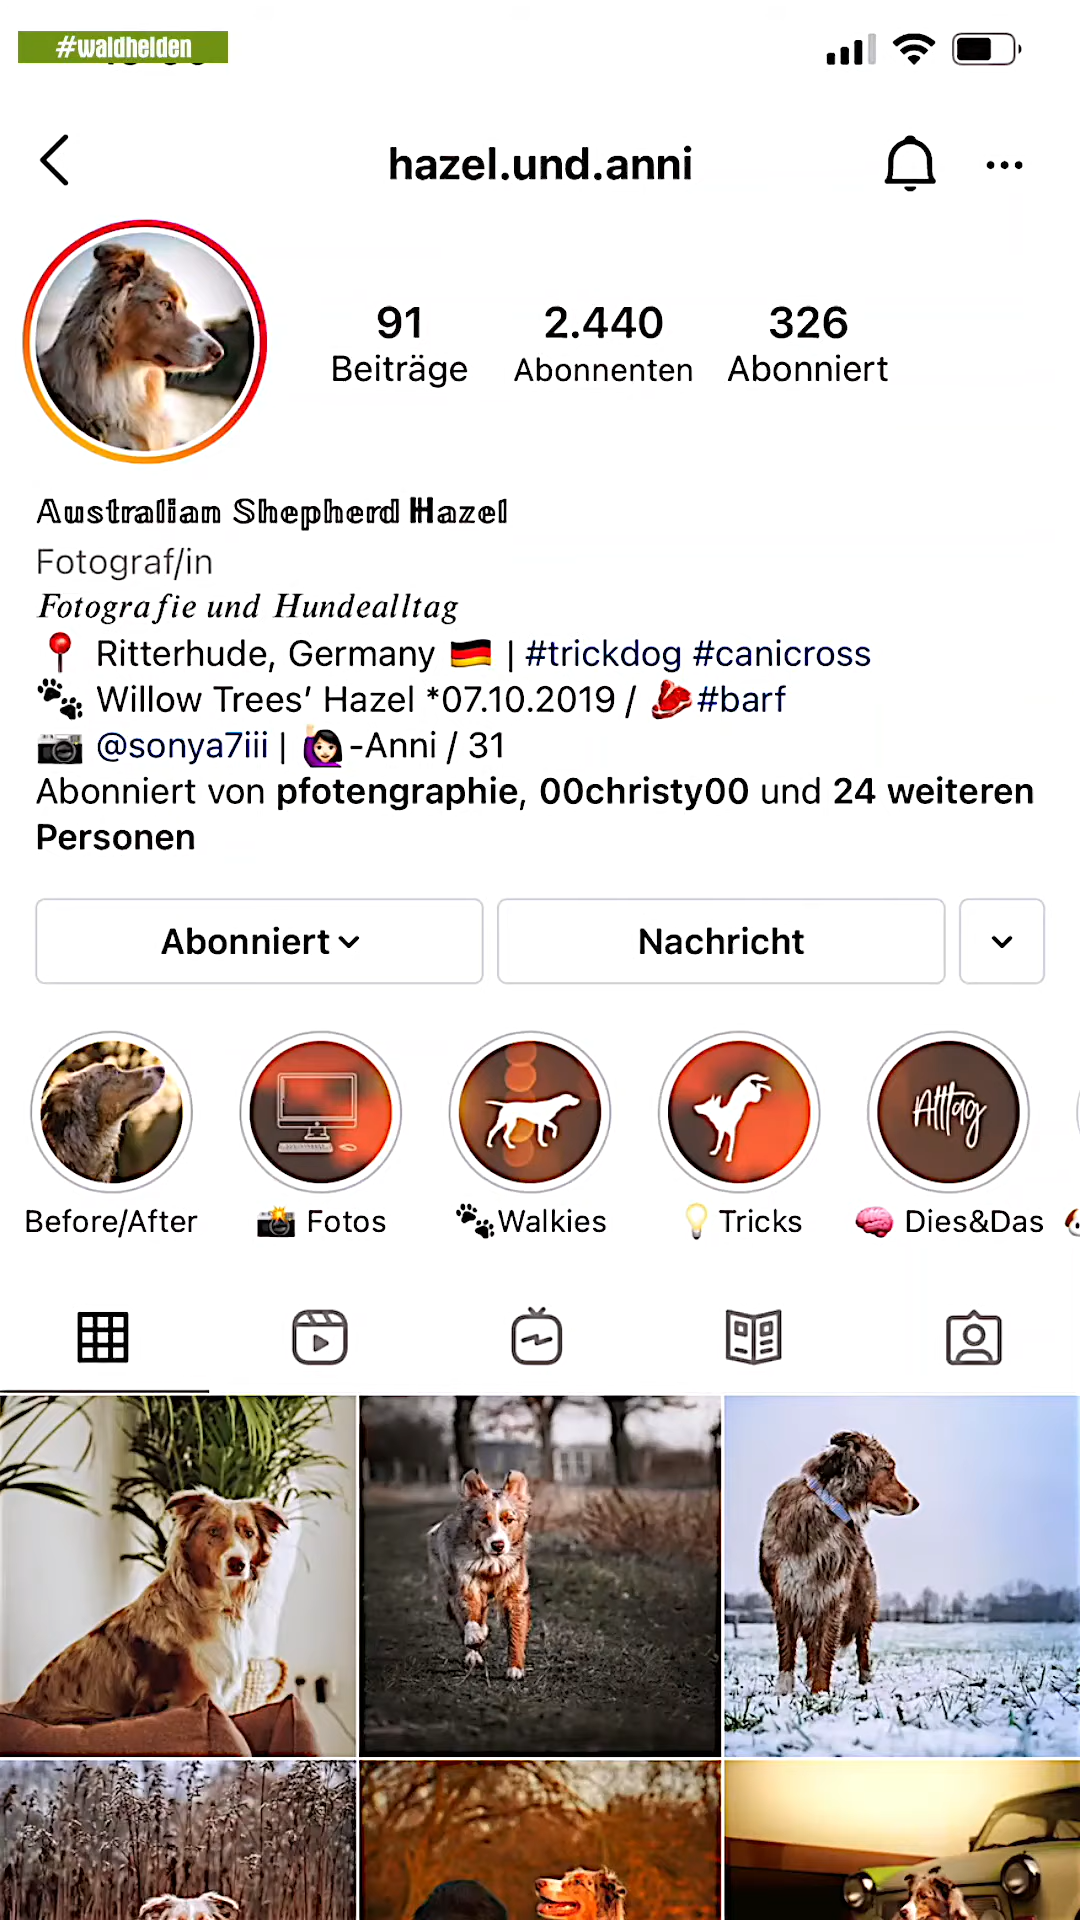 #waldhelden
hazel.und.anni
91 2.440 326
Beiträge Abonnenten Abonniert
Australian Shepherd Hazel
Fotograf/in
Fotografie und Hundealltag
📍 Ritterhude, Germany 🇩🇪 | #trickdog #canicross
🐾 Willow Trees’ Hazel *07.10.2019 / 🥩#barf
📷 @sonya7iii | 🙋🏻‍♀️-Anni / 31
Abonniert von pfotengraphie, 00christy00 und 24 weiteren
Personen
Abonniert Nachricht
Alltag
Before/After 📸 Fotos 🐾Walkies 💡Tricks 🧠 Dies&Das